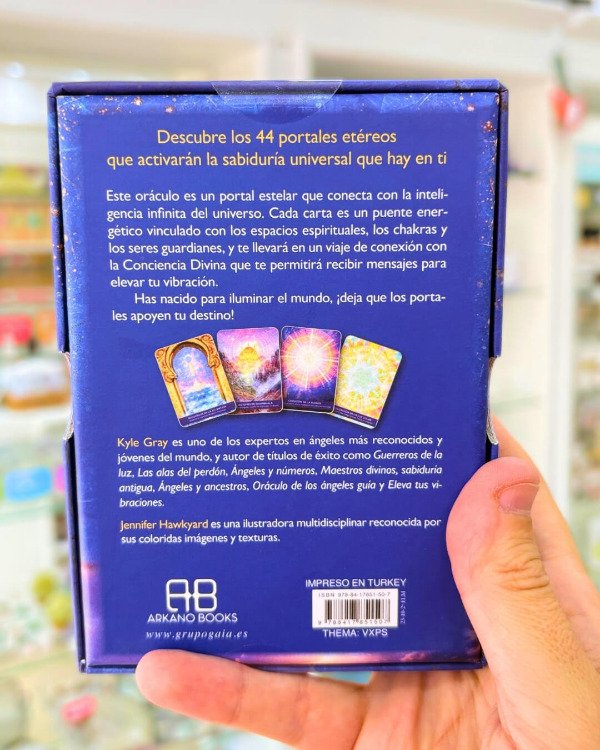 Descubre los 44 portales etéreos
que activarán la sabiduría universal que hay en ti
Este oráculo es un portal estelar que conecta con la inteli-
gencia infinita del universo. Cada carta es un puente ener-
gético vinculado con los espacios espirituales, los chakras y
los seres guardianes, y te llevará en un viaje de conexión con
la Conciencia Divina que te permitirá recibir mensajes para
elevar tu vibración.
Has nacido para iluminar el mundo, ¡deja que los porta-
les apoyen tu destino!
Kyle Gray es uno de los expertos en ángeles más reconocidos y
jóvenes del mundo, y autor de títulos de éxito como Guerreras de la
luz, Las alas del perdón, Ángeles y números, Maestros divinos, sabiduría
antigua, Ángeles y ancestros, Oráculo de los ángeles guía y Eleva tus vi-
braciones.
Jennifer Hawkyard es una ilustradora multidisciplinar reconocida por
sus coloridas imágenes y texturas.
AB
ARKANO BOOKS
www.grupogaia.es
IMPRESO EN TURKEY
THEMA: VXPS